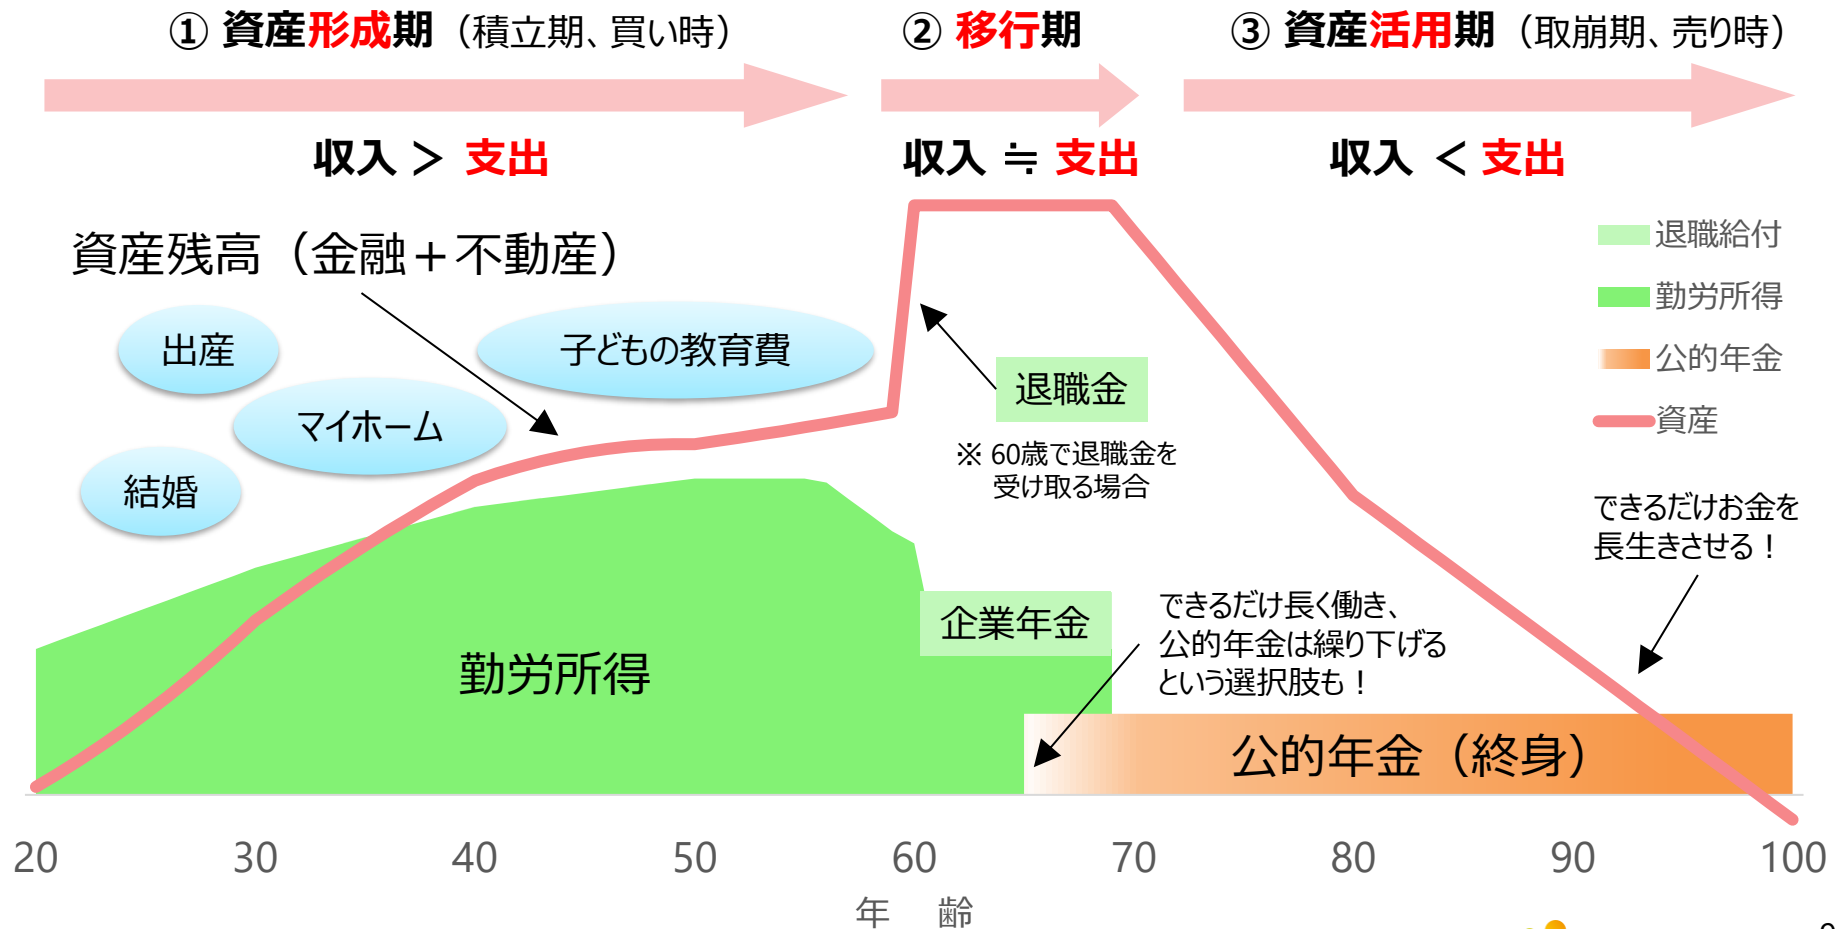 ① 資産形成期（積立期、買い時）
② 移行期
③ 資産活用期（取崩期、売り時）
収入 ＞ 支出
収入 ≒ 支出
収入 ＜ 支出
資産残高（金融＋不動産）
退職給付
勤労所得
公的年金
資産
出産
マイホーム
結婚
子どもの教育費
退職金
※ 60歳で退職金を
受け取る場合
できるだけお金を
長生きさせる！
企業年金
できるだけ長く働き、
公的年金は繰り下げる
という選択肢も！
勤労所得
公的年金（終身）
20 30 40 50 60 70 80 90 100
年 齢